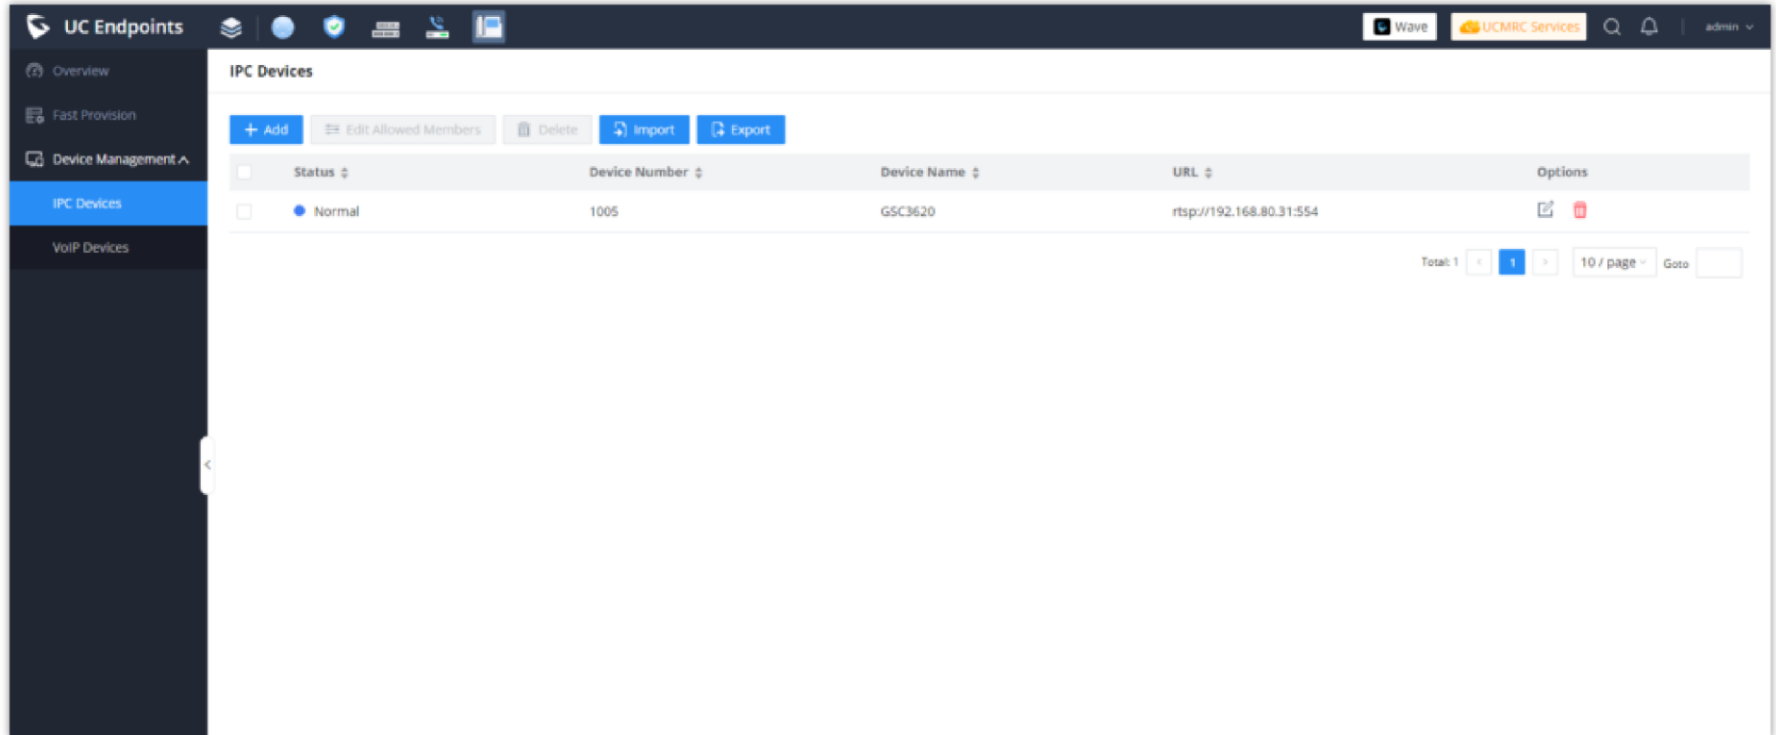 UC Endpoints
Wave
UCMRC Services
admin
Overview
Fast Provision
Device Management
IPC Devices
VoIP Devices
IPC Devices
+ Add Edit Allowed Members Delete Import Export
Status Device Number Device Name URL Options
Normal 1005 GSC3620 rtsp://192.168.80.31:554
Total: 1 < 1 > 10 / page Goto